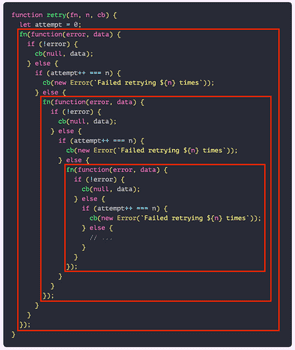 function retry(fn, n, cb) {
  let attempt = 0;
  fn(function(error, data) {
    if (!error) {
      cb(null, data);
    } else {
      if (attempt++ === n) {
        cb(new Error(`Failed retrying ${n} times`));
      } else {
        fn(function(error, data) {
          if (!error) {
            cb(null, data);
          } else {
            if (attempt++ === n) {
              cb(new Error(`Failed retrying ${n} times`));
            } else {
              fn(function(error, data) {
                if (!error) {
                  cb(null, data);
                } else {
                  if (attempt++ === n) {
                    cb(new Error(`Failed retrying ${n} times`));
                  } else {
                    // ...
                  }
                }
              });
            }
          }
        });
      }
    }
  });
}